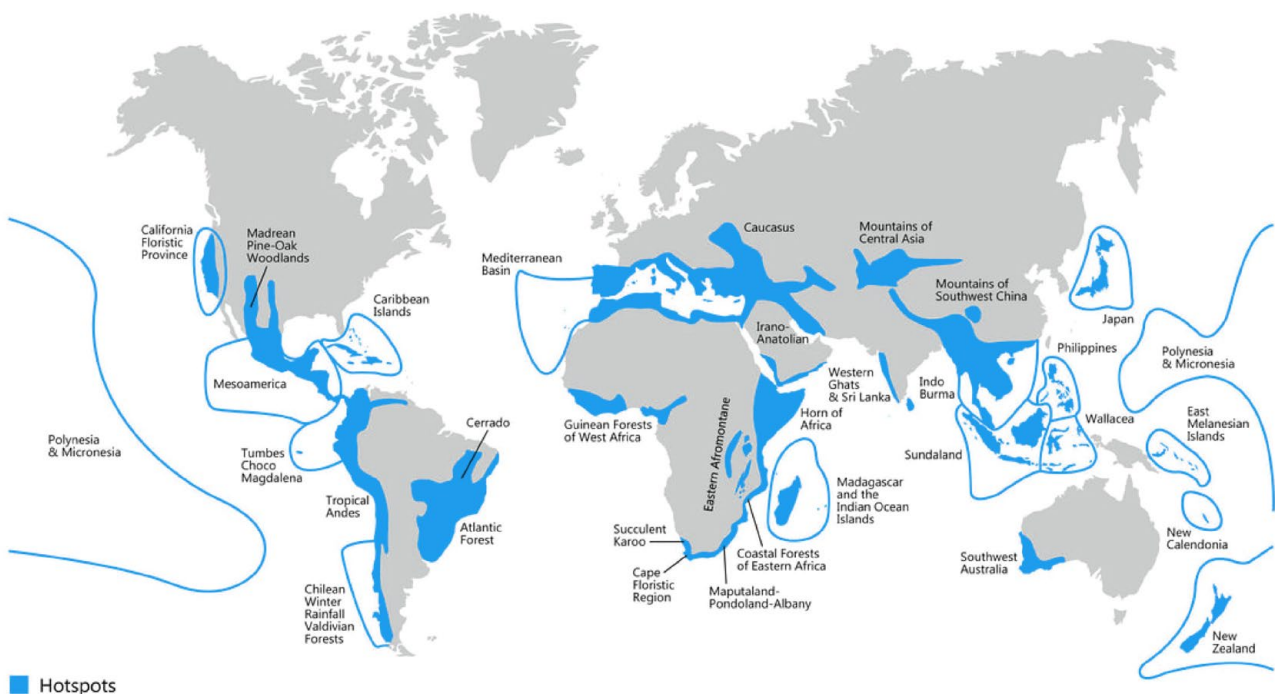 California
Floristic
Province
Madrean
Pine-Oak
Woodlands
Caribbean
Islands
Mesoamerica
Polynesia
& Micronesia
Tumbes
Choco
Magdalena
Cerrado
Tropical
Andes
Atlantic
Forest
Chilean
Winter
Rainfall
Valdivian
Forests
Mediterranean
Basin
Caucasus
Mountains of
Central Asia
Mountains of
Southwest China
Japan
Irano-
Anatolian
Western
Ghats
& Sri Lanka
Indo
Burma
Philippines
Polynesia
& Micronesia
Guinean Forests
of West Africa
Eastern Afromontane
Horn of
Africa
Sundaland
Wallacea
East
Melanesian
Islands
Madagascar
and the
Indian Ocean
Islands
Succulent
Karoo
Cape
Floristic
Region
Coastal Forests
of Eastern Africa
Maputaland-
Pondoland-Albany
Southwest
Australia
New
Calendonia
New
Zealand
Hotspots